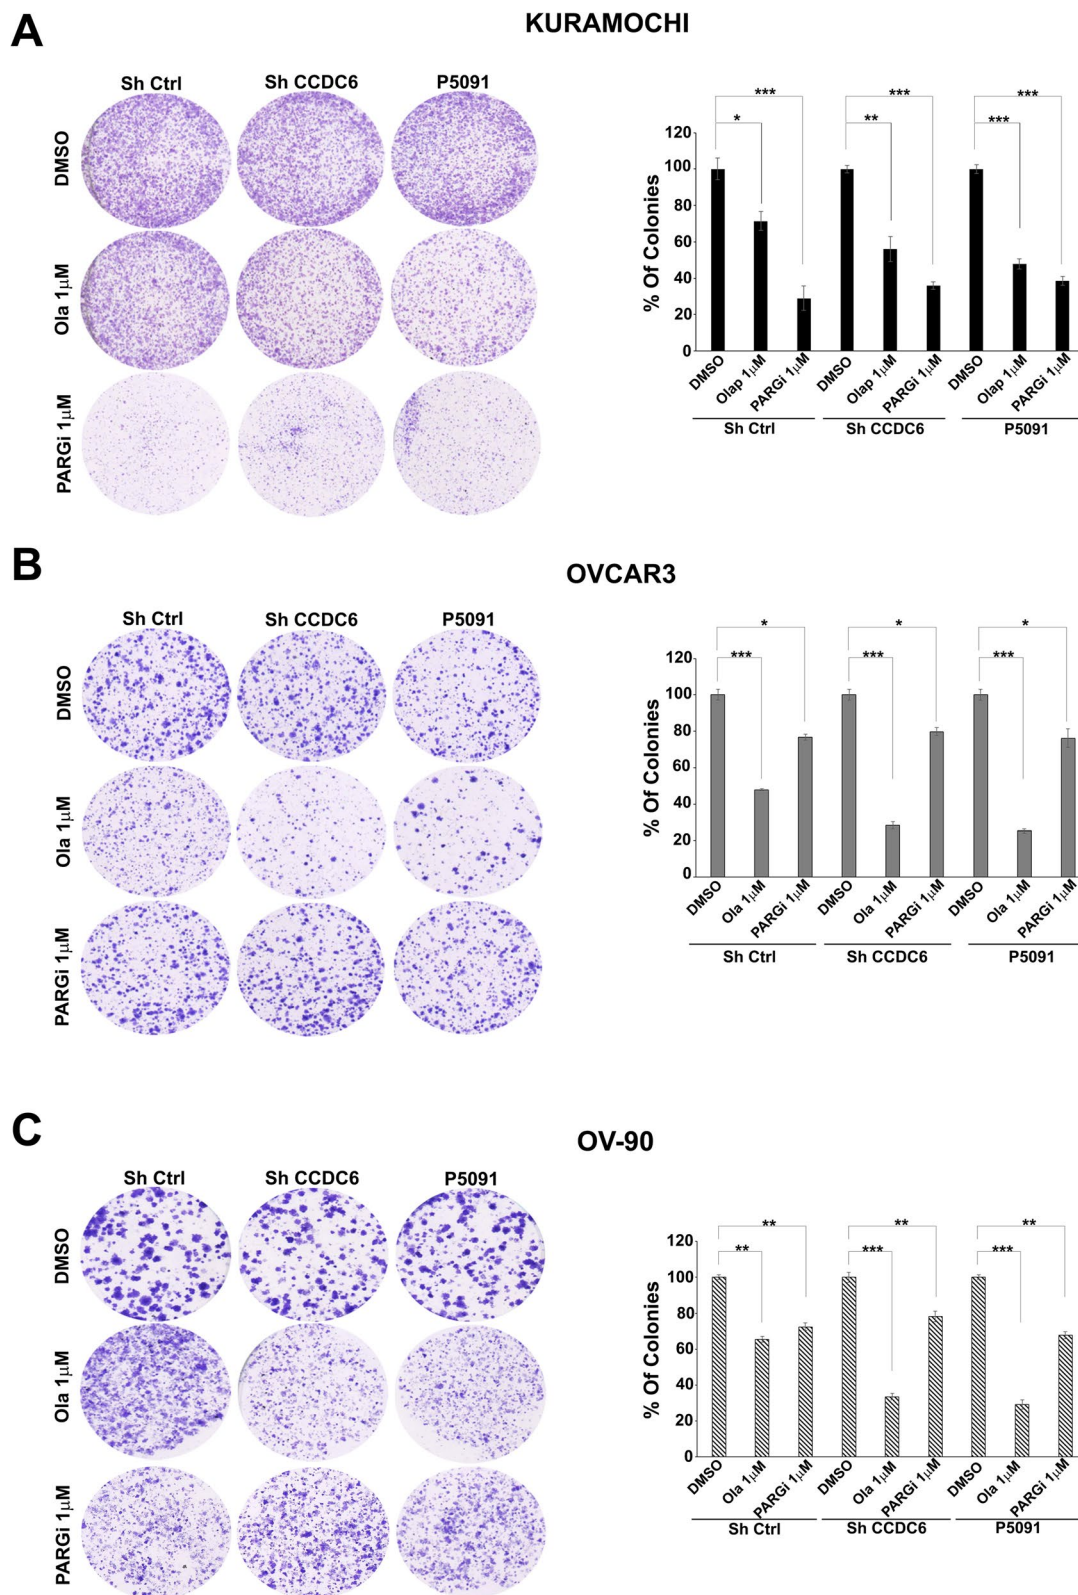 A
KURAMOCHI
Sh Ctrl Sh CCDC6 P5091
DMSO
Ola 1µM
PARGi 1µM
*** *** ***
* ** ***
% Of Colonies
120
100
80
60
40
20
0
DMSO Olap 1µM PARGi 1µM DMSO Olap 1µM PARGi 1µM DMSO Olap 1µM PARGi 1µM
Sh Ctrl Sh CCDC6 P5091
B
OVCAR3
Sh Ctrl Sh CCDC6 P5091
DMSO
Ola 1µM
PARGi 1µM
* * *
*** *** ***
% Of Colonies
120
100
80
60
40
20
0
DMSO Ola 1µM PARGi 1µM DMSO Ola 1µM PARGi 1µM DMSO Ola 1µM PARGi 1µM
Sh Ctrl Sh CCDC6 P5091
C
OV-90
Sh Ctrl Sh CCDC6 P5091
DMSO
Ola 1µM
PARGi 1µM
** ** **
** *** ***
% Of Colonies
120
100
80
60
40
20
0
DMSO Ola 1µM PARGi 1µM DMSO Ola 1µM PARGi 1µM DMSO Ola 1µM PARGi 1µM
Sh Ctrl Sh CCDC6 P5091